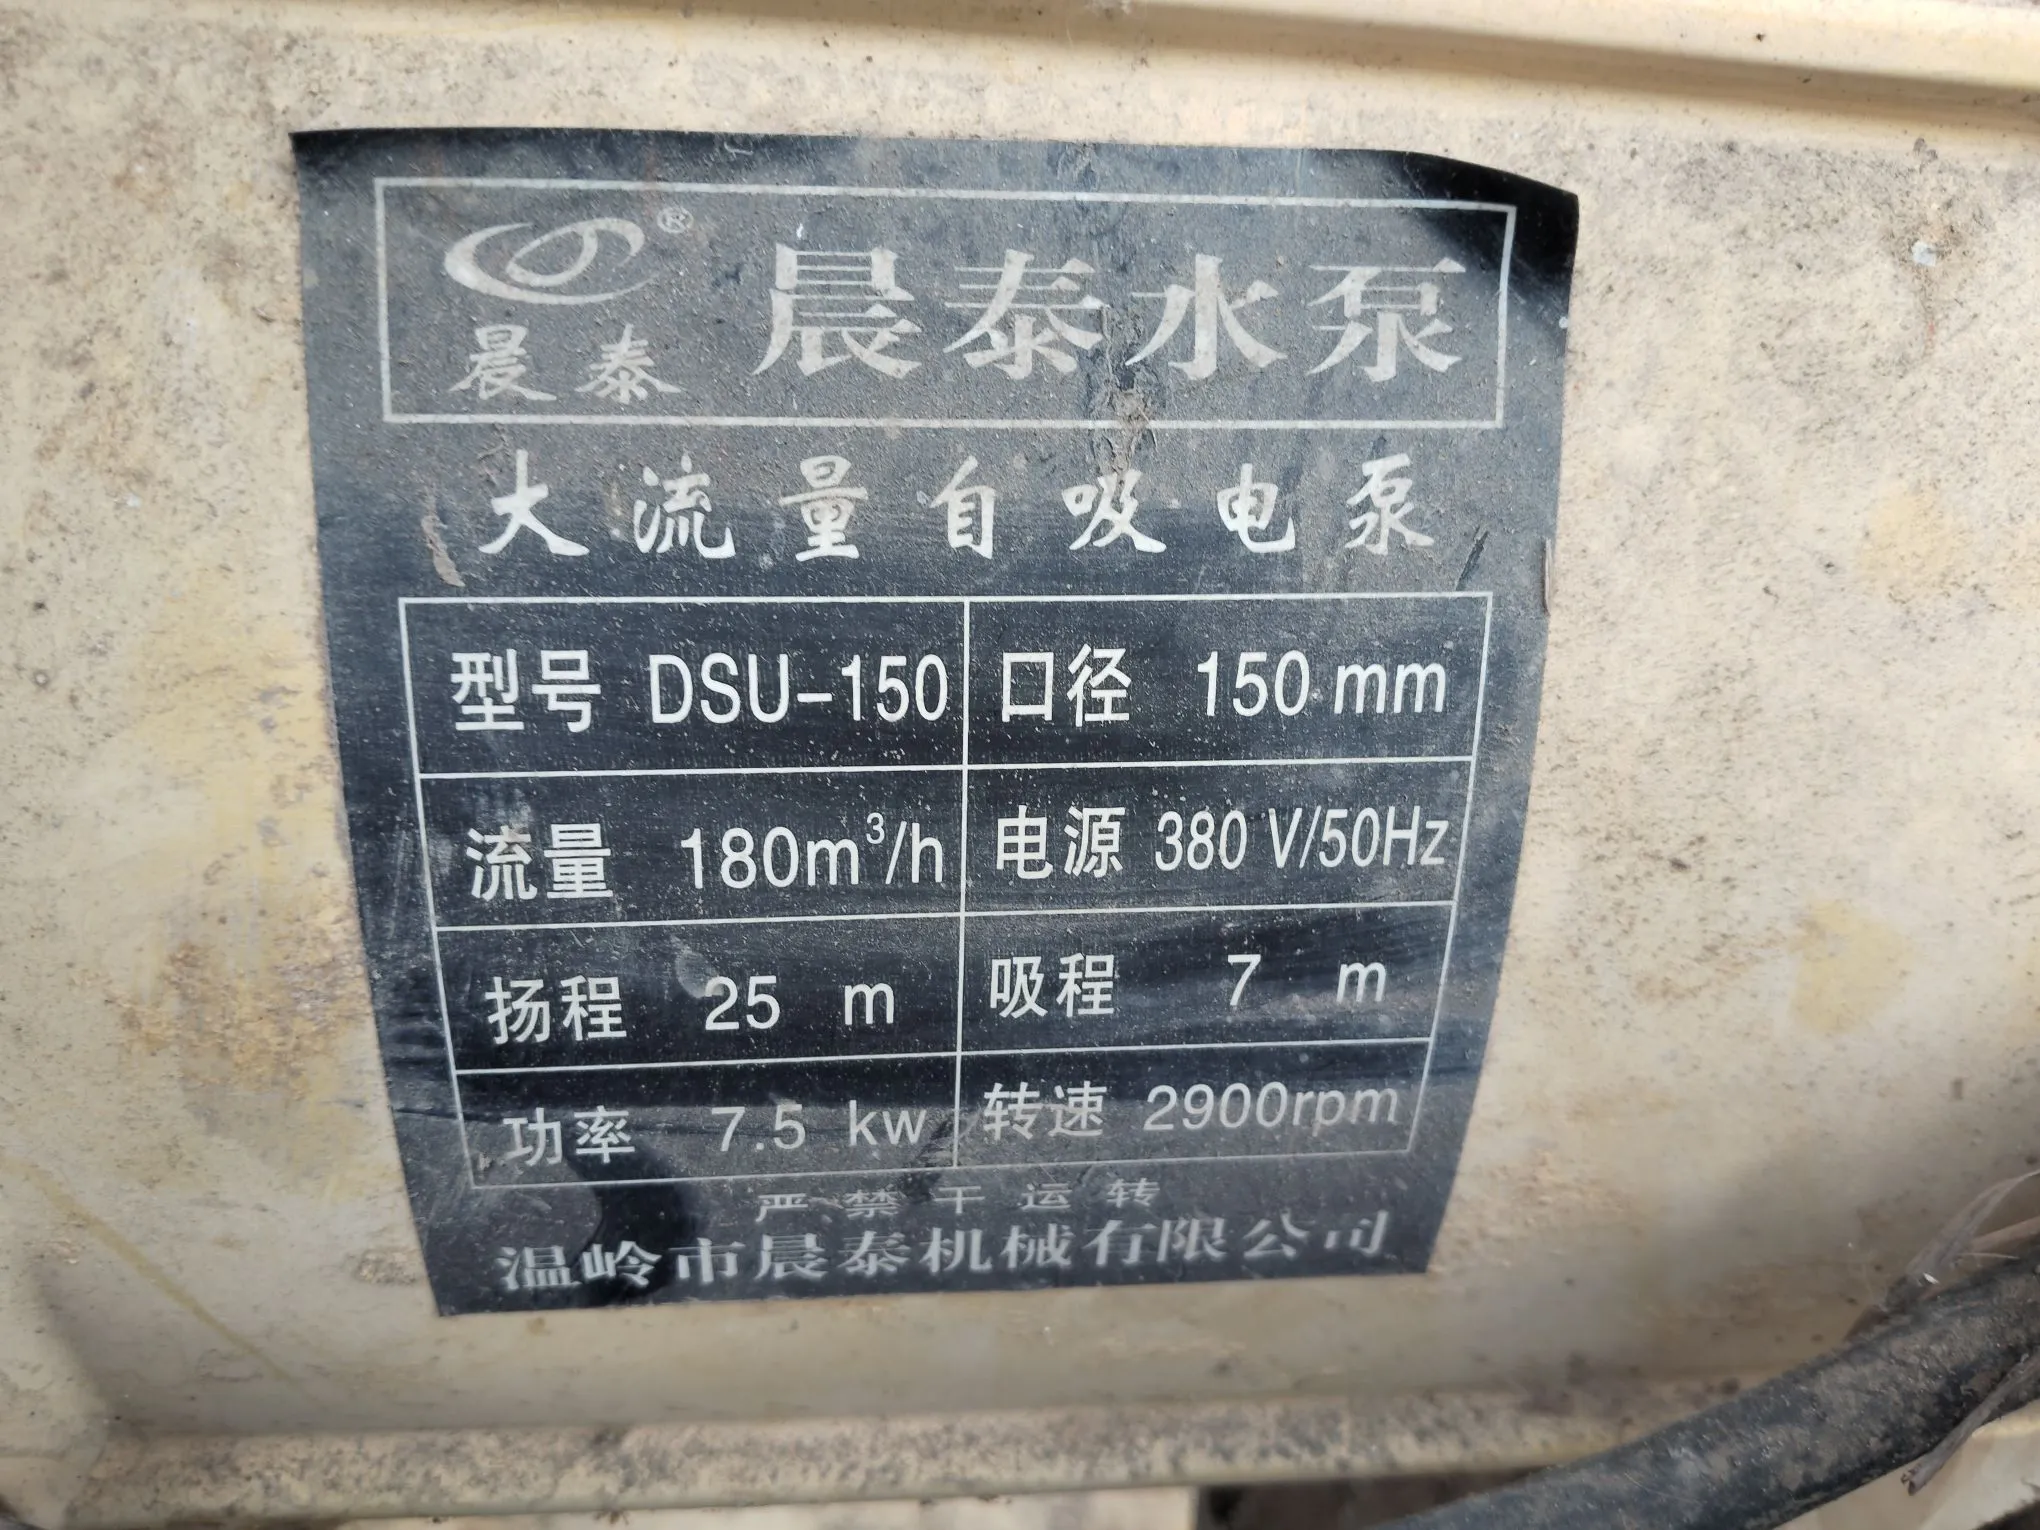 ®
晨泰 晨泰水泵
大流量自吸电泵
型号 DSU-150 口径 150 mm
流量 180m³/h 电源 380 V/50Hz
扬程 25 m 吸程 7 m
功率 7.5 kw 转速 2900rpm
严禁干运转
温岭市晨泰机械有限公司